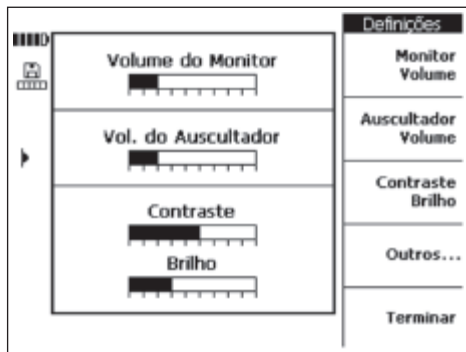 Definições
Volume do Monitor
Vol. do Auscultador
Contraste
Brilho
Monitor
Volume
Auscultador
Volume
Contraste
Brilho
Outros...
Terminar